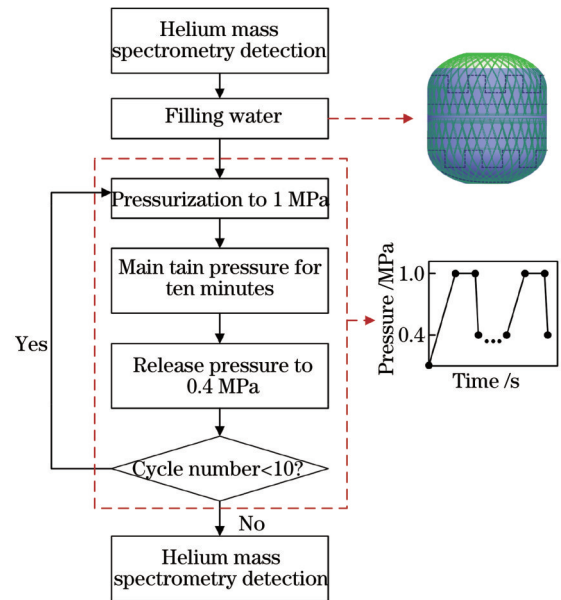 Helium mass
spectrometry detection
Filling water
Pressurization to 1 MPa
Main tain pressure for
ten minutes
Release pressure to
0.4 MPa
Cycle number<10?
Yes
No
Helium mass
spectrometry detection
Pressure /MPa
1.0
0.4
Time /s